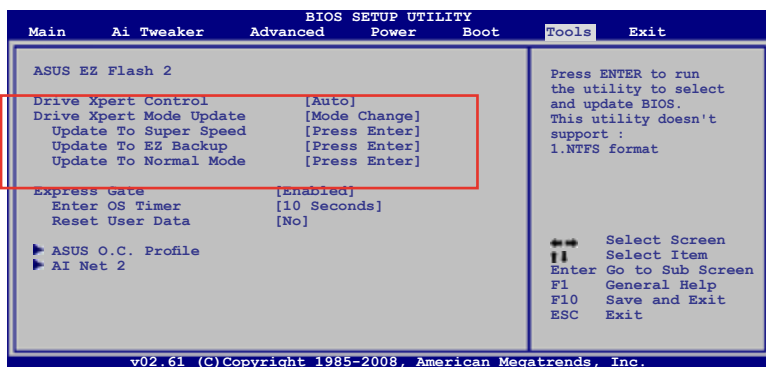 BIOS SETUP UTILITY
Main Ai Tweaker Advanced Power Boot Tools Exit
ASUS EZ Flash 2
Drive Xpert Control [Auto]
Drive Xpert Mode Update [Mode Change]
Update To Super Speed [Press Enter]
Update To EZ Backup [Press Enter]
Update To Normal Mode [Press Enter]
Express Gate [Enabled]
Enter OS Timer [10 Seconds]
Reset User Data [No]
ASUS O.C. Profile
AI Net 2
Press ENTER to run
the utility to select
and update BIOS.
This utility doesn't
support :
1.NTFS format
Select Screen
Select Item
Enter Go to Sub Screen
F1 General Help
F10 Save and Exit
ESC Exit
v02.61 (C)Copyright 1985-2008, American Megatrends, Inc.